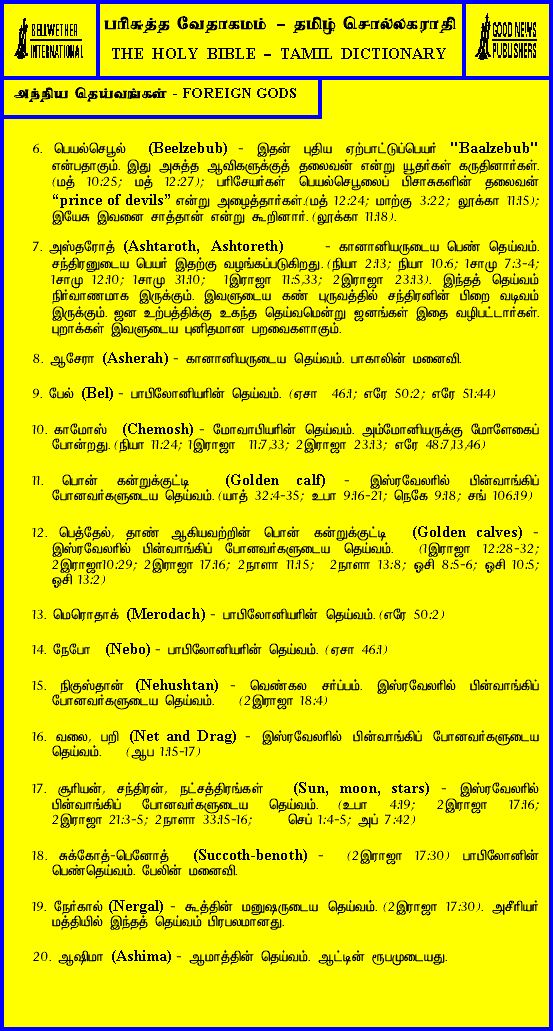 BELLWETHER INTERNATIONAL
பரிசுத்த வேதாகமம் – தமிழ் சொல்லகராதி
THE HOLY BIBLE – TAMIL DICTIONARY
GOOD NEWS PUBLISHERS
அந்நிய தெய்வங்கள் - FOREIGN GODS
6. பெயல்செபூல் (Beelzebub) - இதன் புதிய ஏற்பாட்டுப்பெயர் "Baalzebub"
என்பதாகும். இது அசுத்த ஆவிகளுக்குத் தலைவன் என்று யூதர்கள் கருதினார்கள்.
(மத் 10:25; மத் 12:27); பரிசேயர்கள் பெயல்செபூலைப் பிசாசுகளின் தலைவன்
“prince of devils” என்று அழைத்தார்கள்.(மத் 12:24; மாற்கு 3:22; லூக்கா 11:15);
இயேசு இவனை சாத்தான் என்று கூறினார். (லூக்கா 11:18).
7. அஸ்தரோத் (Ashtaroth, Ashtoreth) - கானானியருடைய பெண் தெய்வம்.
சந்திரனுடைய பெயர் இதற்கு வழங்கப்படுகிறது. (நியா 2:13; நியா 10:6; 1சாமு 7:3-4;
1சாமு 12:10; 1சாமு 31:10; 1இராஜா 11:5,33; 2இராஜா 23:13). இந்தத் தெய்வம்
நிர்வாணமாக இருக்கும். இவளுடைய கண் புருவத்தில் சந்திரனின் பிறை வடிவம்
இருக்கும். ஜன உற்பத்திக்கு உகந்த தெய்வமென்று ஜனங்கள் இதை வழிபட்டார்கள்.
புறாக்கள் இவளுடைய புனிதமான பறவைகளாகும்.
8. ஆசேரா (Asherah) - கானானியருடைய தெய்வம். பாகாலின் மனைவி.
9. பேல் (Bel) - பாபிலோனியரின் தெய்வம். (ஏசா 46:1; எரே 50:2; எரே 51:44)
10. காமோஸ் (Chemosh) - மோவாபியரின் தெய்வம். அம்மோனியருக்கு மோளேகைப்
போன்றது. (நியா 11:24; 1இராஜா 11:7,33; 2இராஜா 23:13; எரே 48:7,13,46)
11. பொன் கன்றுக்குட்டி (Golden calf) - இஸ்ரவேலரில் பின்வாங்கிப்
போனவர்களுடைய தெய்வம். (யாத் 32:4-35; உபா 9:16-21; நெகே 9:18; சங் 106:19)
12. பெத்தேல், தாண் ஆகியவற்றின் பொன் கன்றுக்குட்டி (Golden calves) -
இஸ்ரவேலரில் பின்வாங்கிப் போனவர்களுடைய தெய்வம். (1இராஜா 12:28-32;
2இராஜா10:29; 2இராஜா 17:16; 2நாளா 11:15; 2நாளா 13:8; ஓசி 8:5-6; ஓசி 10:5;
ஓசி 13:2)
13. மெரொதாக் (Merodach) - பாபிலோனியரின் தெய்வம். (எரே 50:2)
14. நேபோ (Nebo) - பாபிலோனியரின் தெய்வம். (ஏசா 46:1)
15. நிகுஸ்தான் (Nehushtan) - வெண்கல சர்ப்பம். இஸ்ரவேலரில் பின்வாங்கிப்
போனவர்களுடைய தெய்வம். (2இராஜா 18:4)
16. வலை, பறி (Net and Drag) - இஸ்ரவேலரில் பின்வாங்கிப் போனவர்களுடைய
தெய்வம். (ஆப 1:15-17)
17. சூரியன், சந்திரன், நட்சத்திரங்கள் (Sun, moon, stars) - இஸ்ரவேலரில்
பின்வாங்கிப் போனவர்களுடைய தெய்வம். (உபா 4:19; 2இராஜா 17:16;
2இராஜா 21:3-5; 2நாளா 33:15-16; செப் 1:4-5; அப் 7:42)
18. சுக்கோத்-பெனோத் (Succoth-benoth) - (2இராஜா 17:30) பாபிலோனின்
பெண்தெய்வம். பேலின் மனைவி.
19. நேர்கால் (Nergal) - கூத்தின் மனுஷருடைய தெய்வம். (2இராஜா 17:30). அசீரியர்
மத்தியில் இந்தத் தெய்வம் பிரபலமானது.
20. ஆஷிமா (Ashima) - ஆமாத்தின் தெய்வம். ஆட்டின் ரூபமுடையது.